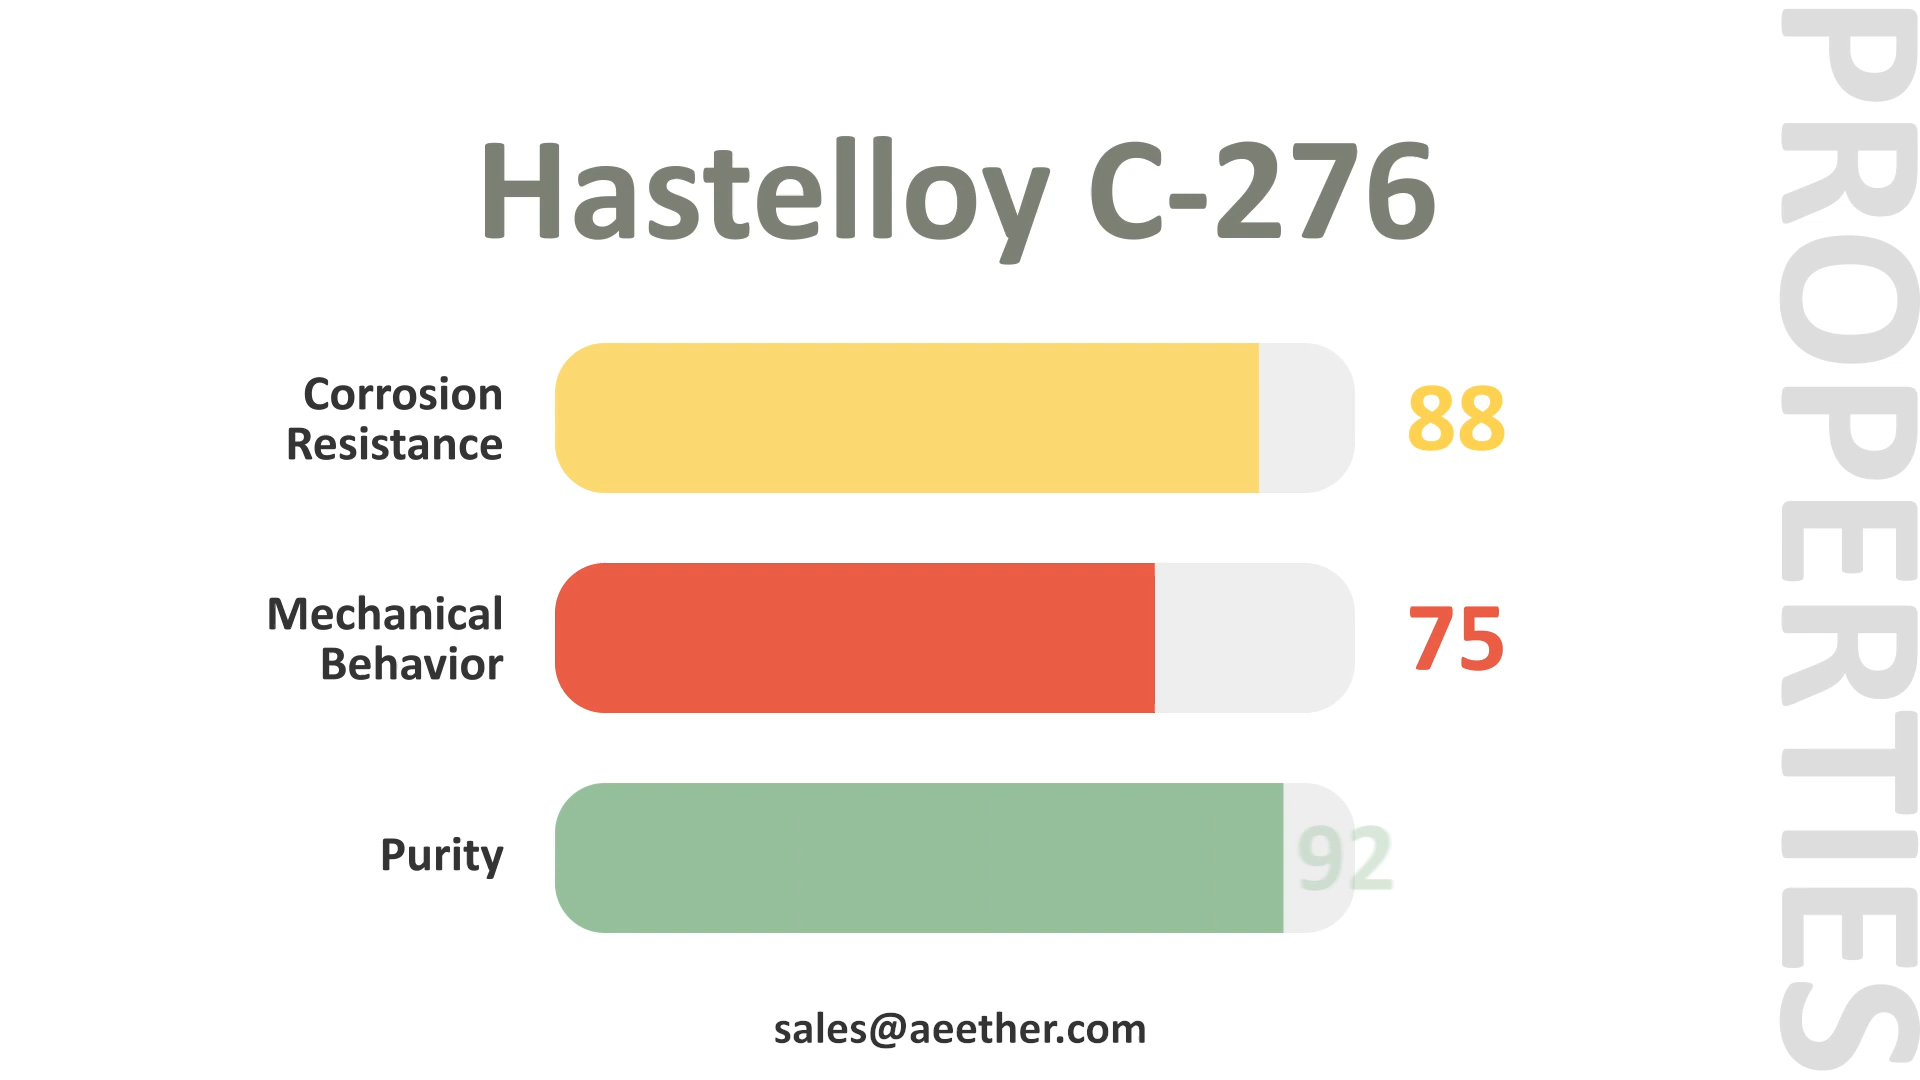 Hastelloy C-276
Corrosion
Resistance
88
Mechanical
Behavior
75
Purity
92
sales@aeether.com
PROPERTIES